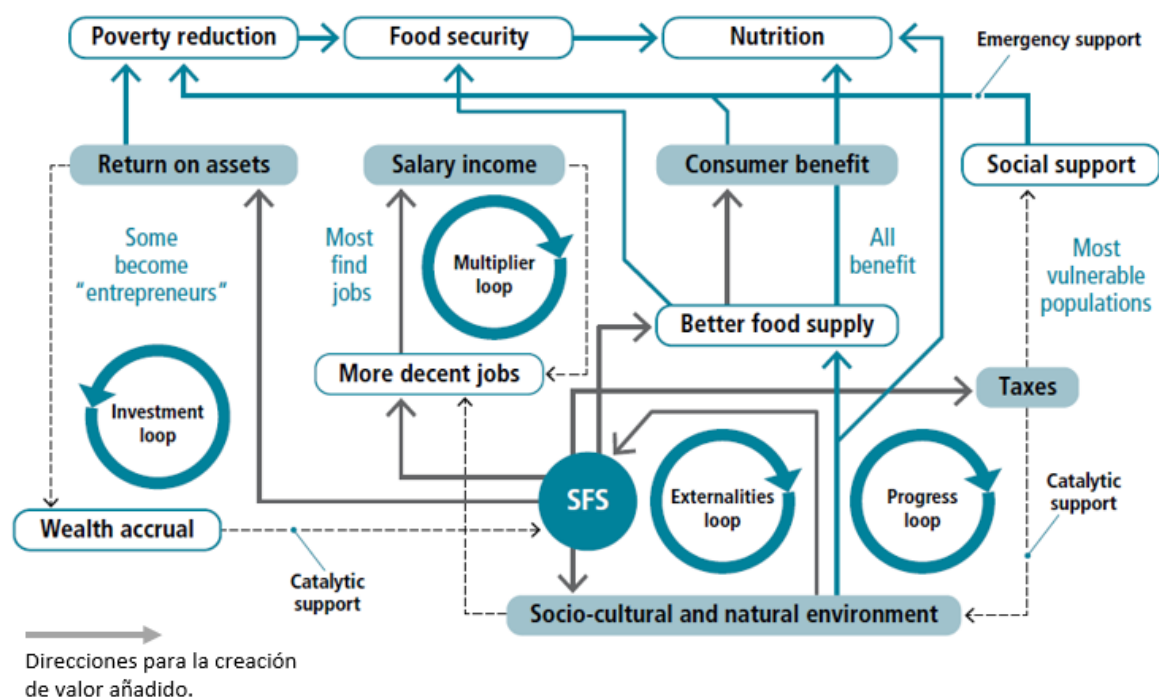 Poverty reduction
Food security
Nutrition
Emergency support
Return on assets
Salary income
Consumer benefit
Social support
Some
become
“entrepreneurs”
Most
find
jobs
Multiplier
loop
All
benefit
Most
vulnerable
populations
Better food supply
More decent jobs
Taxes
Investment
loop
SFS
Externalities
loop
Progress
loop
Catalytic
support
Wealth accrual
Catalytic
support
Socio-cultural and natural environment
Direcciones para la creación
de valor añadido.